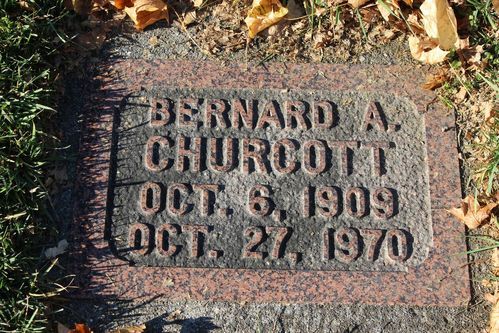 BERNARD A.
CHURCOTT
OCT. 6, 1909
OCT. 27, 1970